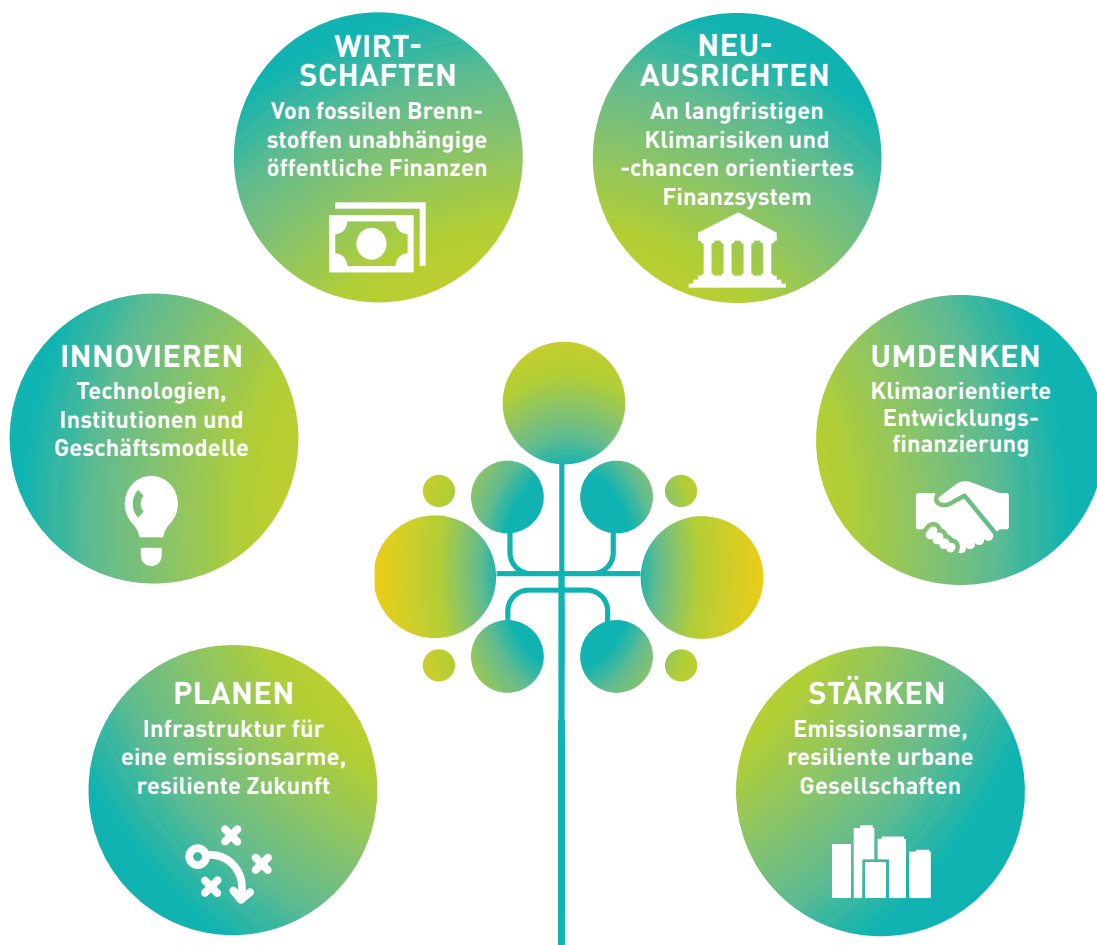 WIRT-
SCHAFTEN
Von fossilen Brenn-
stoffen unabhängige
öffentliche Finanzen
NEU-
AUSRICHTEN
An langfristigen
Klimarisiken und
-chancen orientiertes
Finanzsystem
INNOVIEREN
Technologien,
Institutionen und
Geschäftsmodelle
UMDENKEN
Klimaorientierte
Entwicklungs-
finanzierung
PLANEN
Infrastruktur für
eine emissionsarme,
resiliente Zukunft
STÄRKEN
Emissionsarme,
resiliente urbane
Gesellschaften